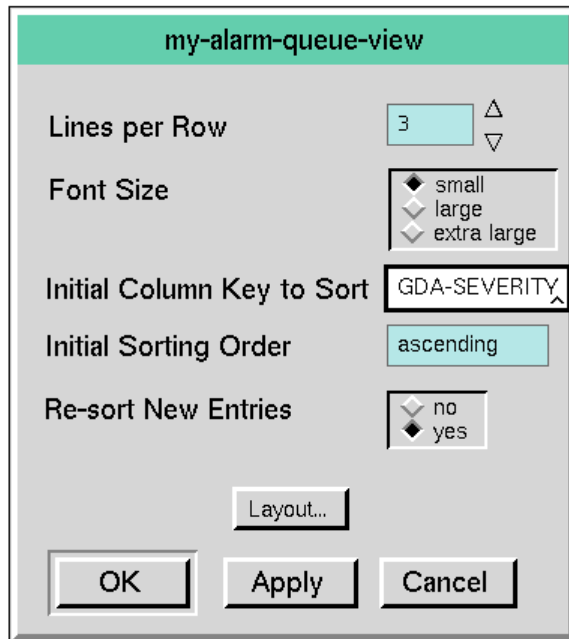 my-alarm-queue-view
Lines per Row 3
Font Size
small
large
extra large
Initial Column Key to Sort GDA-SEVERITY
Initial Sorting Order ascending
Re-sort New Entries
no
yes
Layout...
OK Apply Cancel